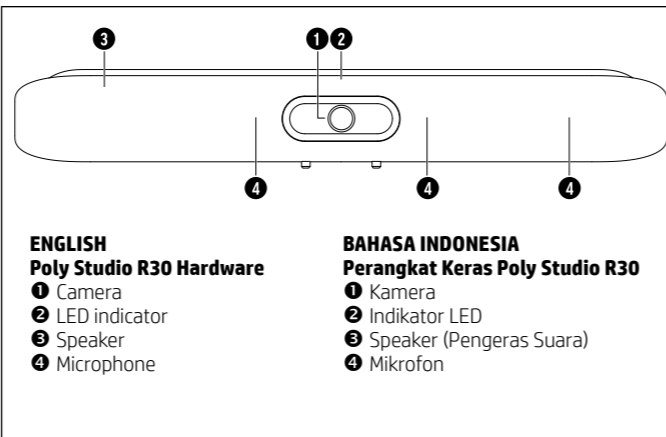 ❸ ❶❷
❹ ❹ ❹
ENGLISH
Poly Studio R30 Hardware
❶ Camera
❷ LED indicator
❸ Speaker
❹ Microphone
BAHASA INDONESIA
Perangkat Keras Poly Studio R30
❶ Kamera
❷ Indikator LED
❸ Speaker (Pengeras Suara)
❹ Mikrofon